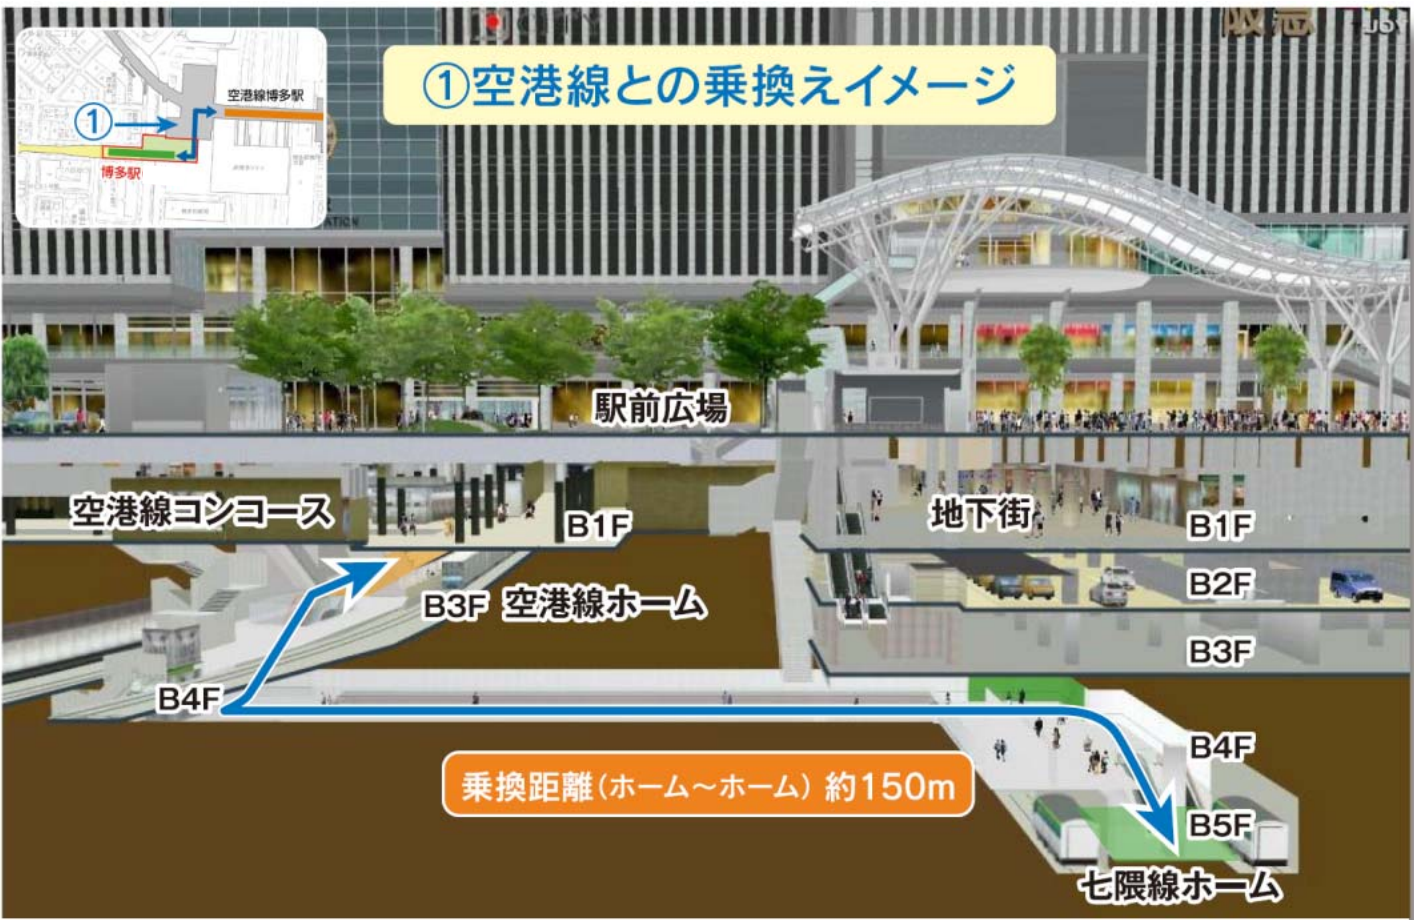 ①空港線との乗換えイメージ
空港線博多駅
①
博多駅
CITY
阪急
駅前広場
空港線コンコース
B1F
地下街
B1F
B2F
B3F 空港線ホーム
B3F
B4F
B4F
乗換距離(ホーム～ホーム) 約150m
B5F
七隈線ホーム